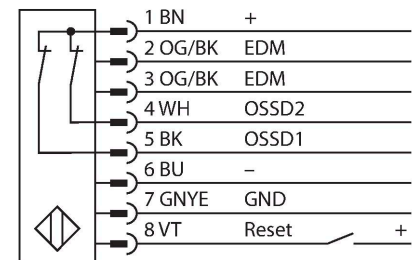 1 BN +
2 OG/BK EDM
3 OG/BK EDM
4 WH OSSD2
5 BK OSSD1
6 BU –
7 GNYE GND
8 VT Reset +